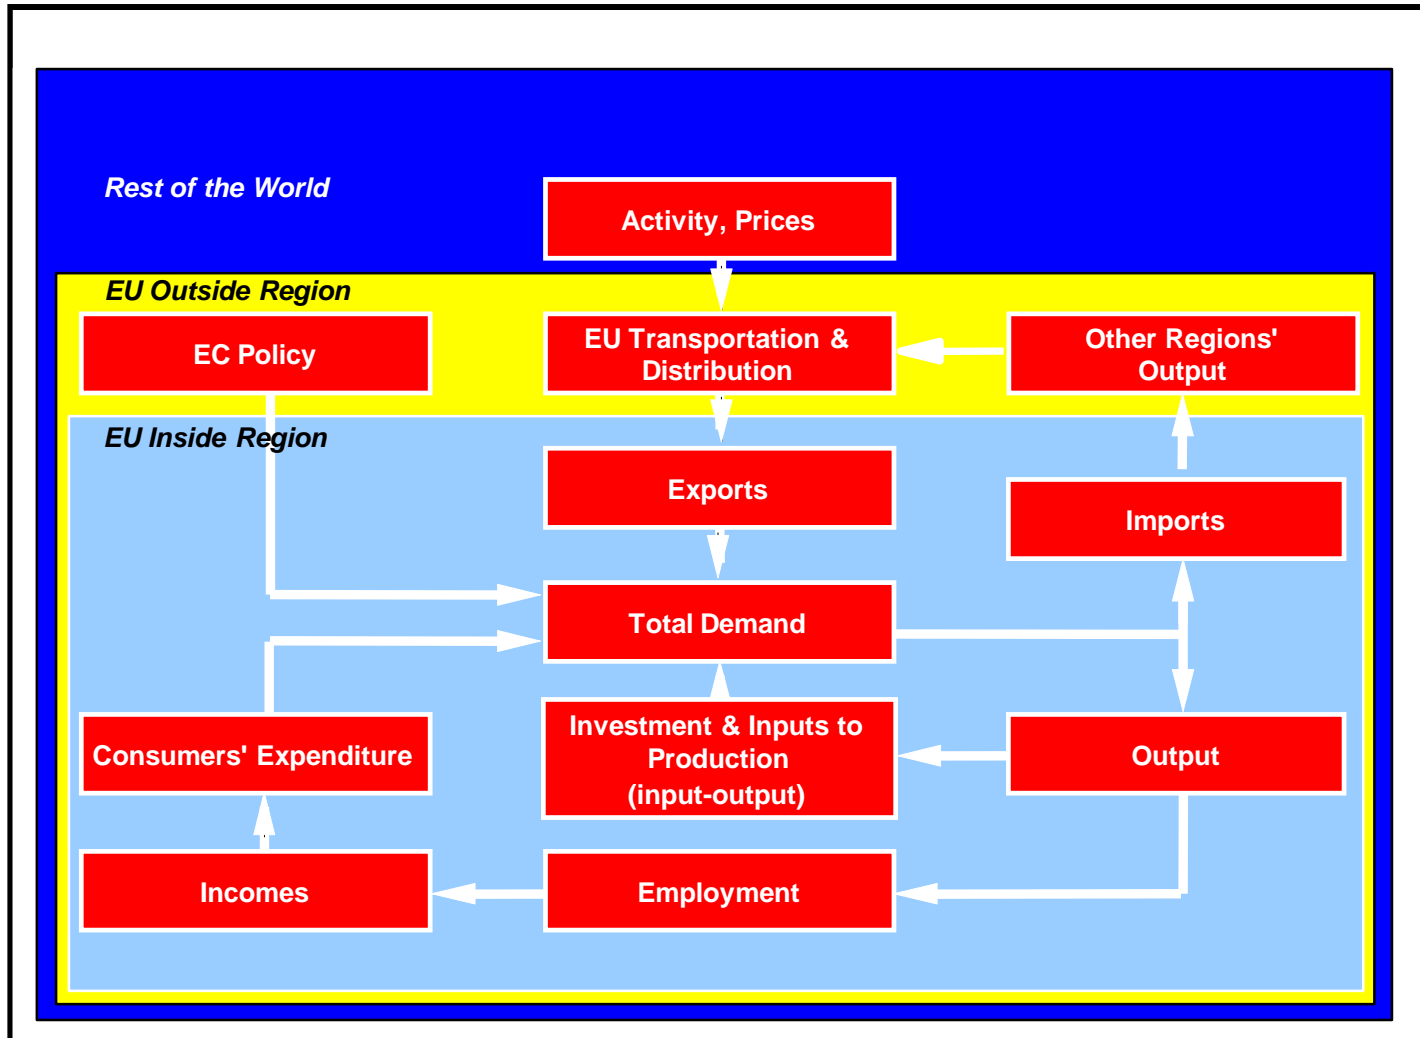 Rest of the World
Activity, Prices
EU Outside Region
EC Policy
EU Transportation &
Distribution
Other Regions'
Output
EU Inside Region
Exports
Imports
Total Demand
Consumers' Expenditure
Investment & Inputs to
Production
(input-output)
Output
Incomes
Employment